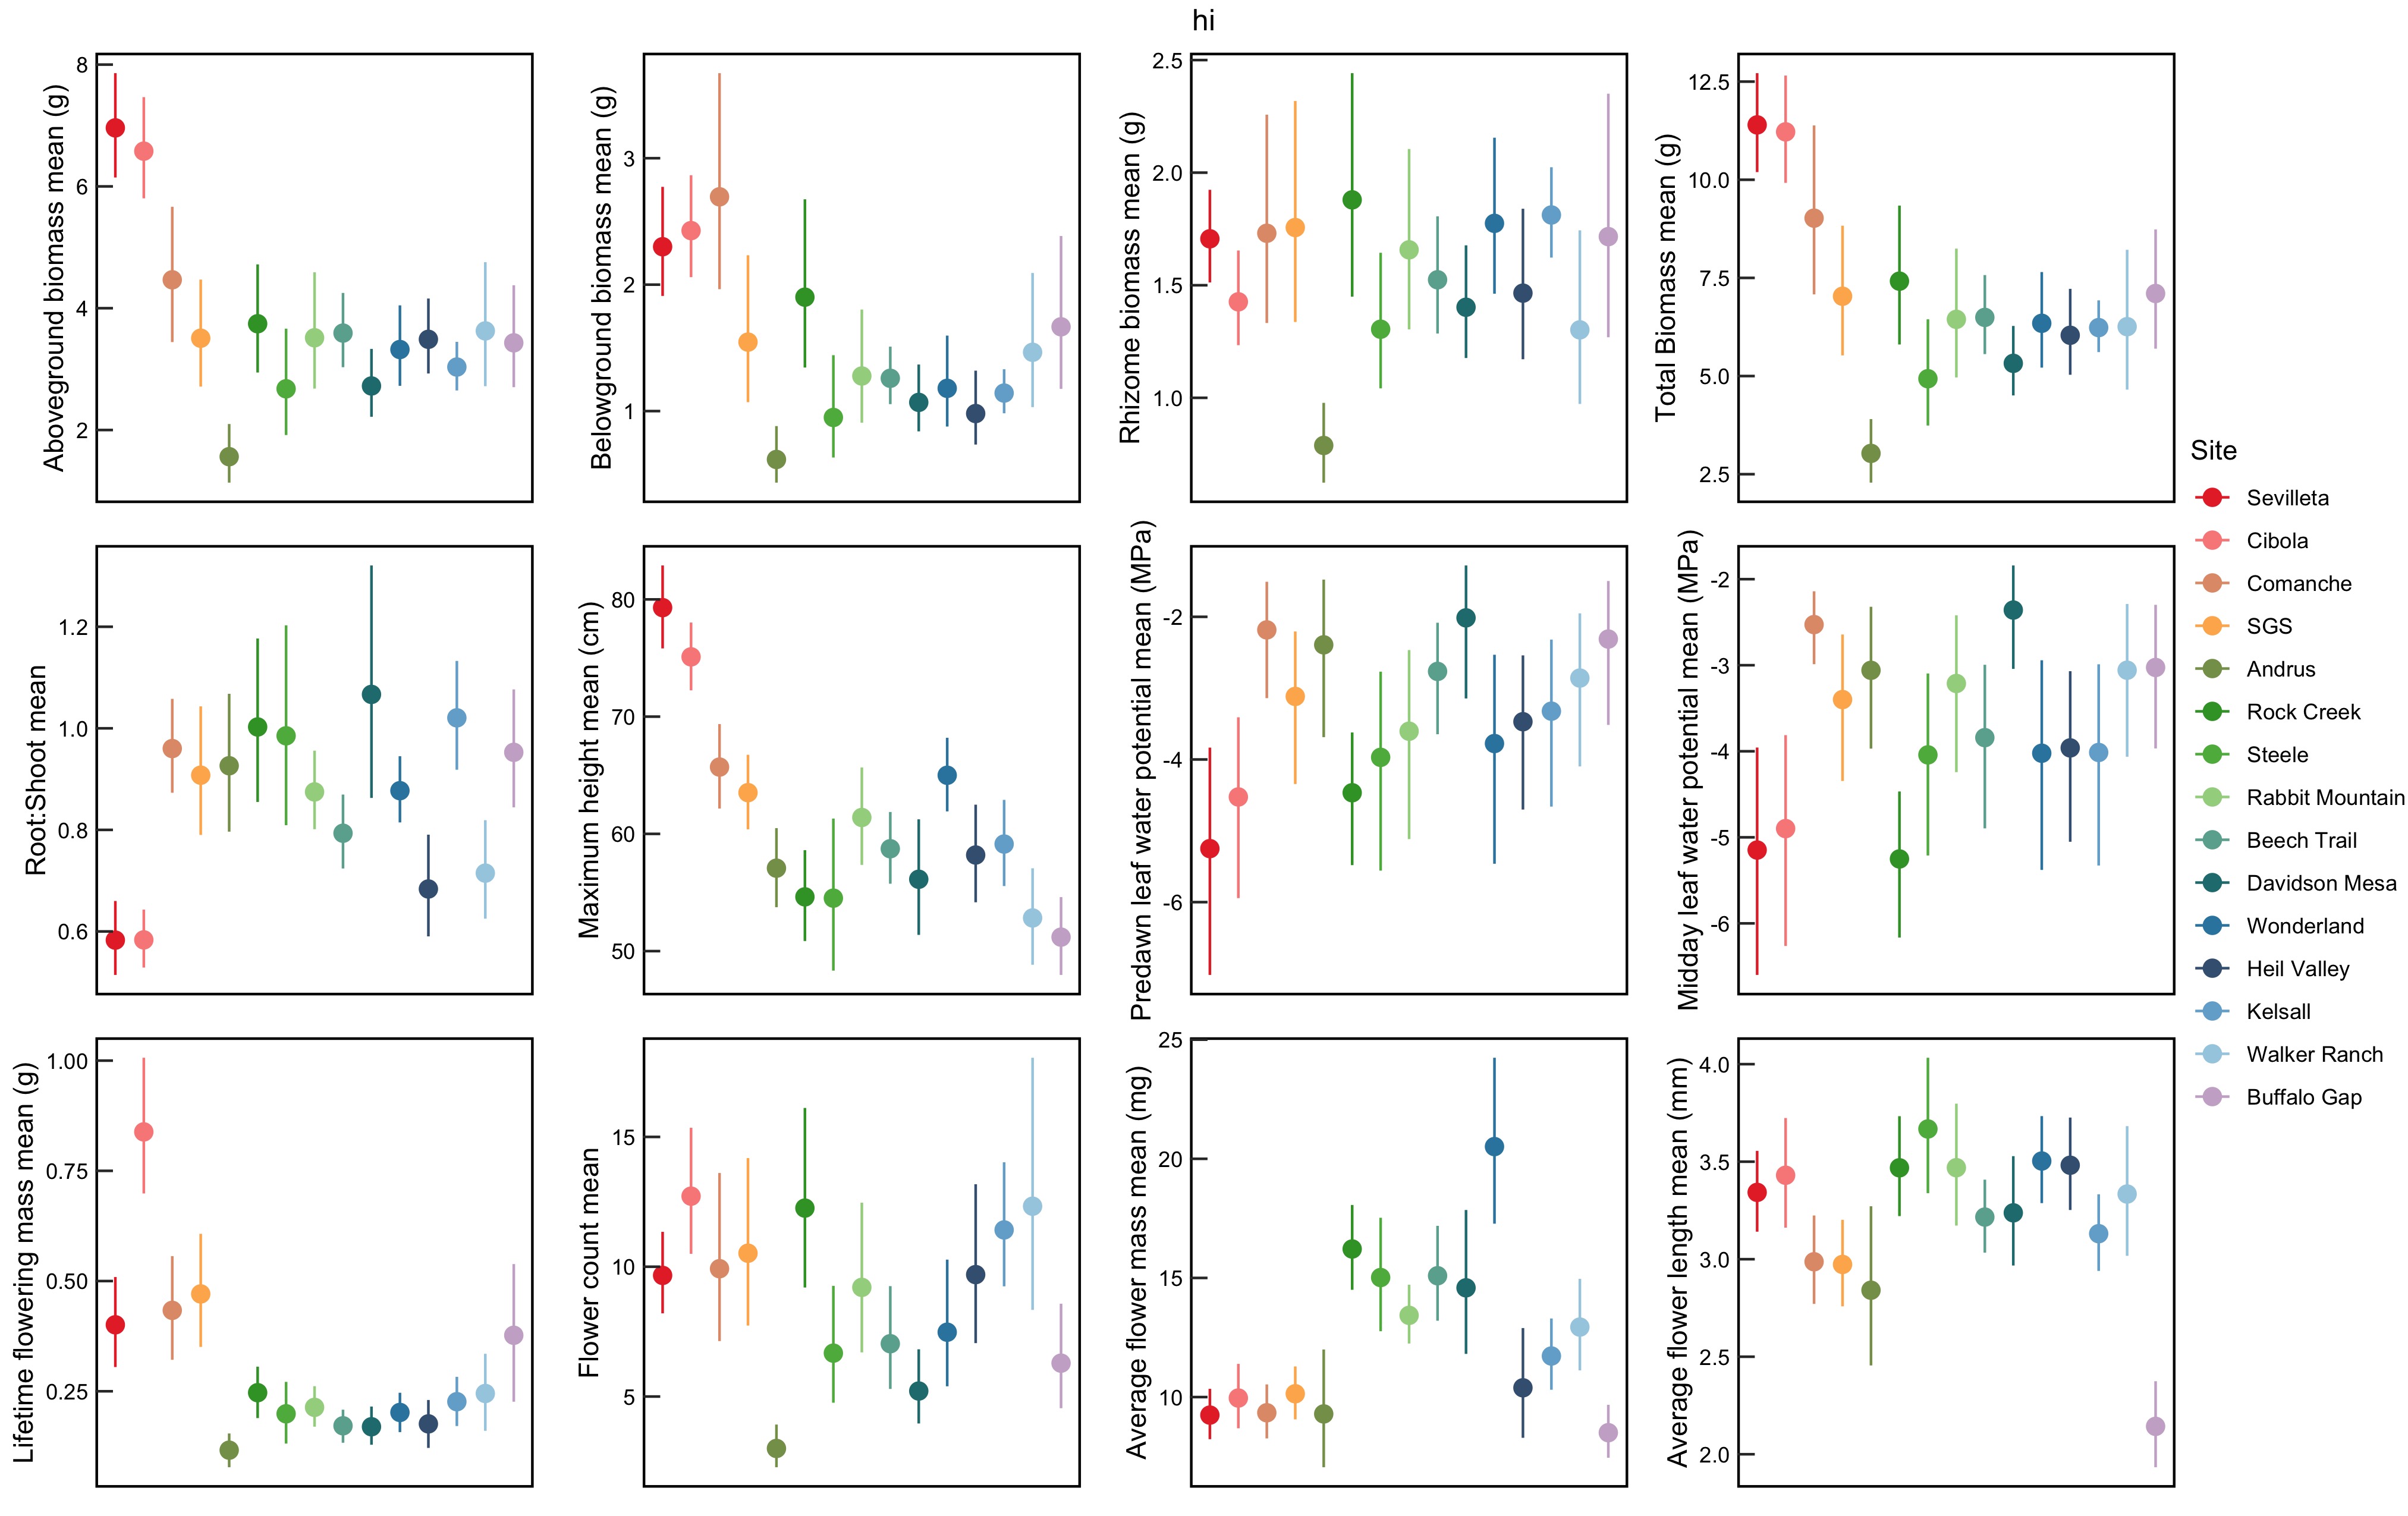 hi
Aboveground biomass mean (g)
8
6
4
2
Belowground biomass mean (g)
3
2
1
Rhizome biomass mean (g)
2.5
2.0
1.5
1.0
Total Biomass mean (g)
12.5
10.0
7.5
5.0
2.5
Root:Shoot mean
1.2
1.0
0.8
0.6
Maximum height mean (cm)
80
70
60
50
Predawn leaf water potential mean (MPa)
-2
-4
-6
Midday leaf water potential mean (MPa)
-2
-3
-4
-5
-6
Lifetime flowering mass mean (g)
1.00
0.75
0.50
0.25
Flower count mean
15
10
5
Average flower mass mean (mg)
25
20
15
10
Average flower length mean (mm)
4.0
3.5
3.0
2.5
2.0
Site
Sevilleta
Cibola
Comanche
SGS
Andrus
Rock Creek
Steele
Rabbit Mountain
Beech Trail
Davidson Mesa
Wonderland
Heil Valley
Kelsall
Walker Ranch
Buffalo Gap